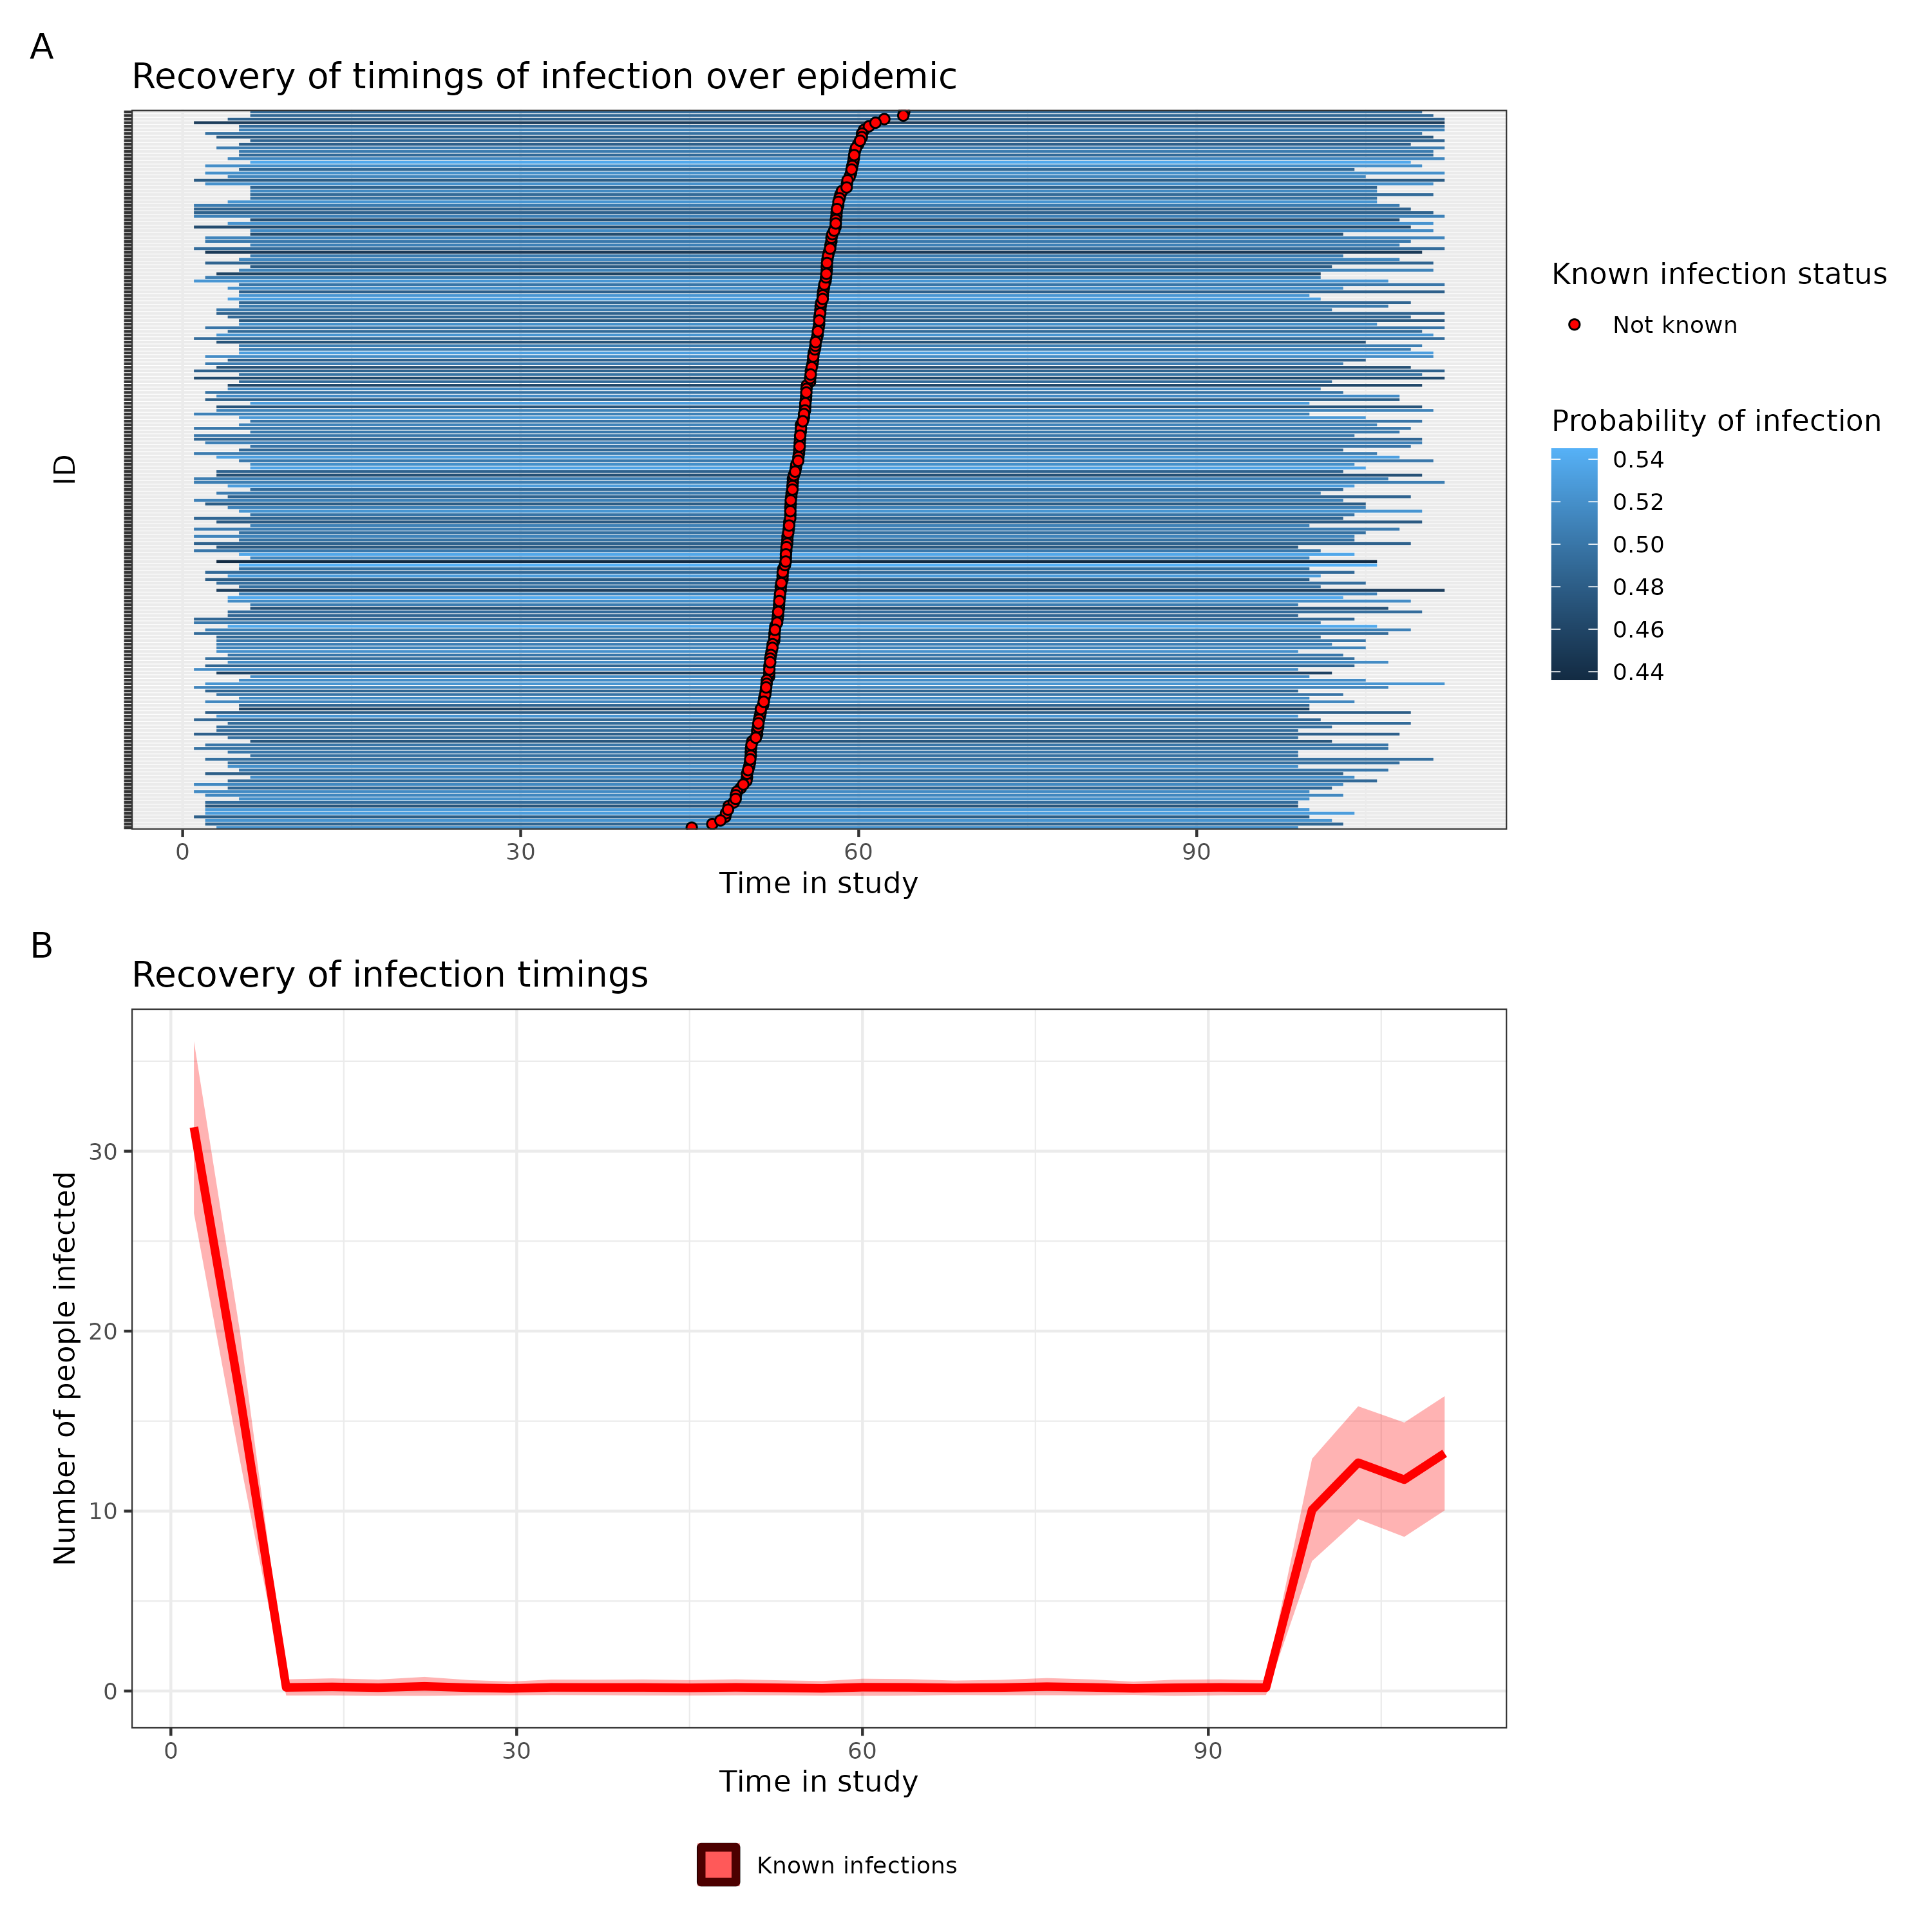 A
Recovery of timings of infection over epidemic
ID
0 30 60 90
Time in study
Known infection status
Not known
Probability of infection
0.54
0.52
0.50
0.48
0.46
0.44
B
Recovery of infection timings
Number of people infected
30
20
10
0
0 30 60 90
Time in study
Known infections